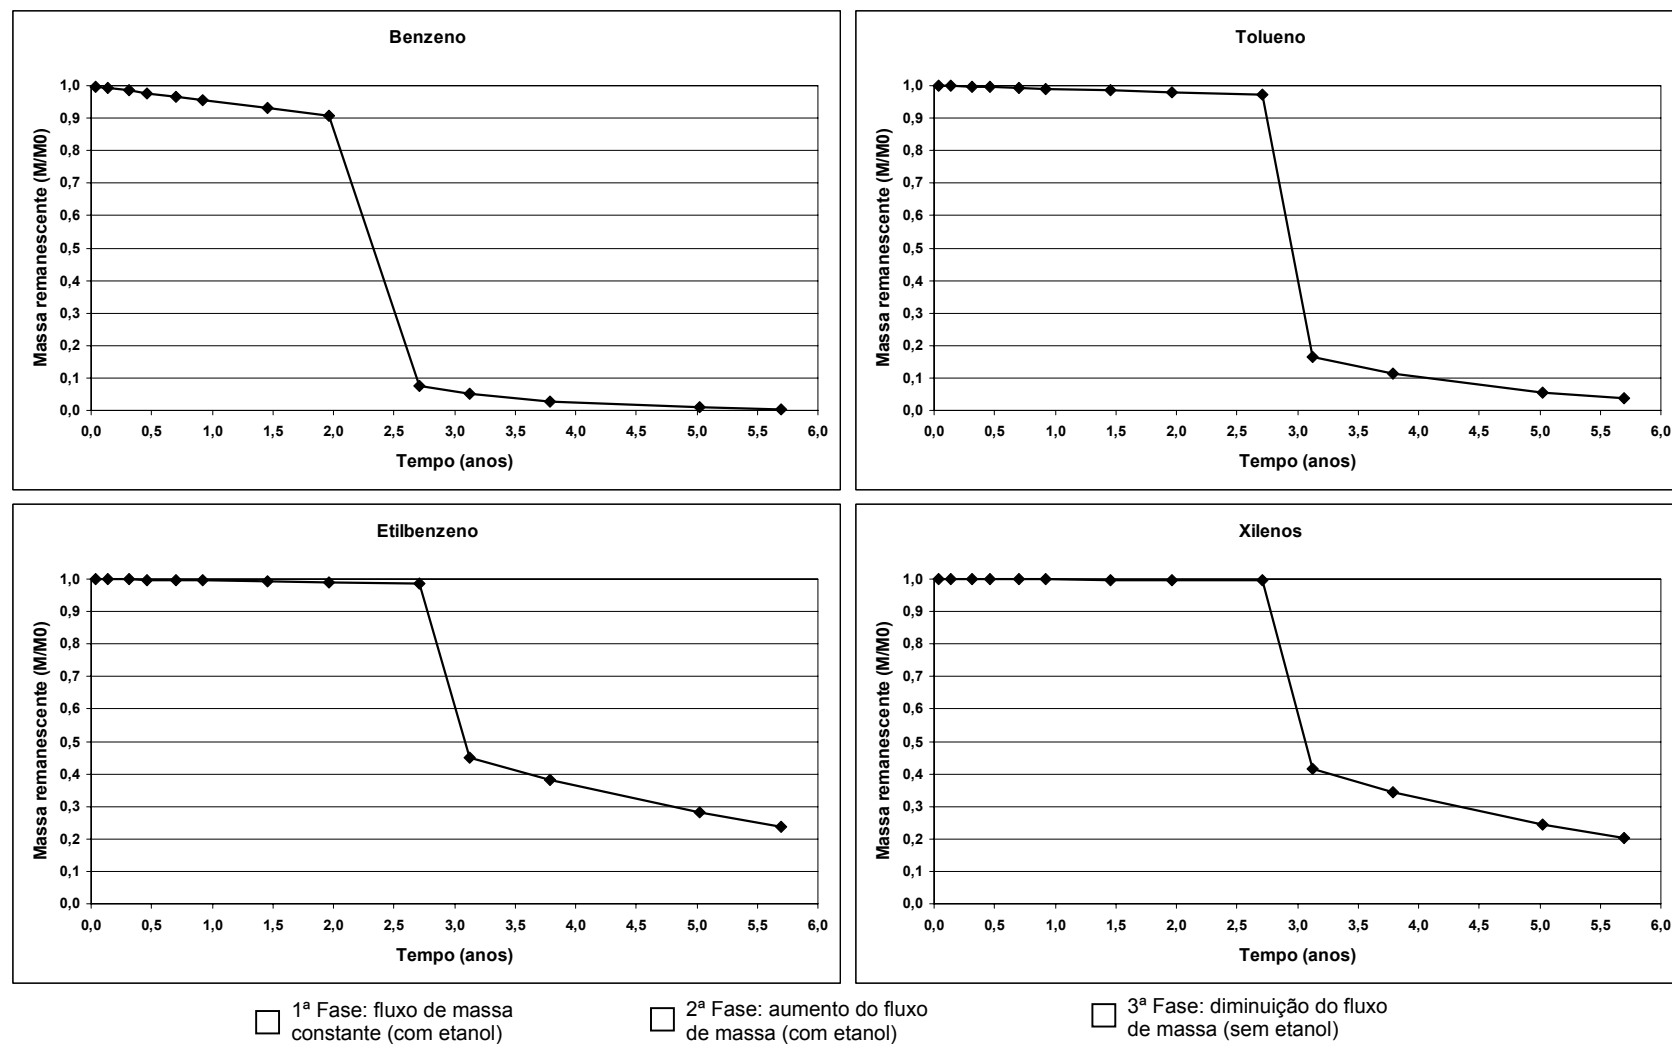 Benzeno
Massa remanescente (M/M0)
1,0
0,9
0,8
0,7
0,6
0,5
0,4
0,3
0,2
0,1
0,0
0,0 0,5 1,0 1,5 2,0 2,5 3,0 3,5 4,0 4,5 5,0 5,5 6,0
Tempo (anos)
Tolueno
Massa remanescente (M/M0)
1,0
0,9
0,8
0,7
0,6
0,5
0,4
0,3
0,2
0,1
0,0
0,0 0,5 1,0 1,5 2,0 2,5 3,0 3,5 4,0 4,5 5,0 5,5 6,0
Tempo (anos)
Etilbenzeno
Massa remanescente (M/M0)
1,0
0,9
0,8
0,7
0,6
0,5
0,4
0,3
0,2
0,1
0,0
0,0 0,5 1,0 1,5 2,0 2,5 3,0 3,5 4,0 4,5 5,0 5,5 6,0
Tempo (anos)
Xilenos
Massa remanescente (M/M0)
1,0
0,9
0,8
0,7
0,6
0,5
0,4
0,3
0,2
0,1
0,0
0,0 0,5 1,0 1,5 2,0 2,5 3,0 3,5 4,0 4,5 5,0 5,5 6,0
Tempo (anos)
1ª Fase: fluxo de massa
constante (com etanol)
2ª Fase: aumento do fluxo
de massa (com etanol)
3ª Fase: diminuição do fluxo
de massa (sem etanol)